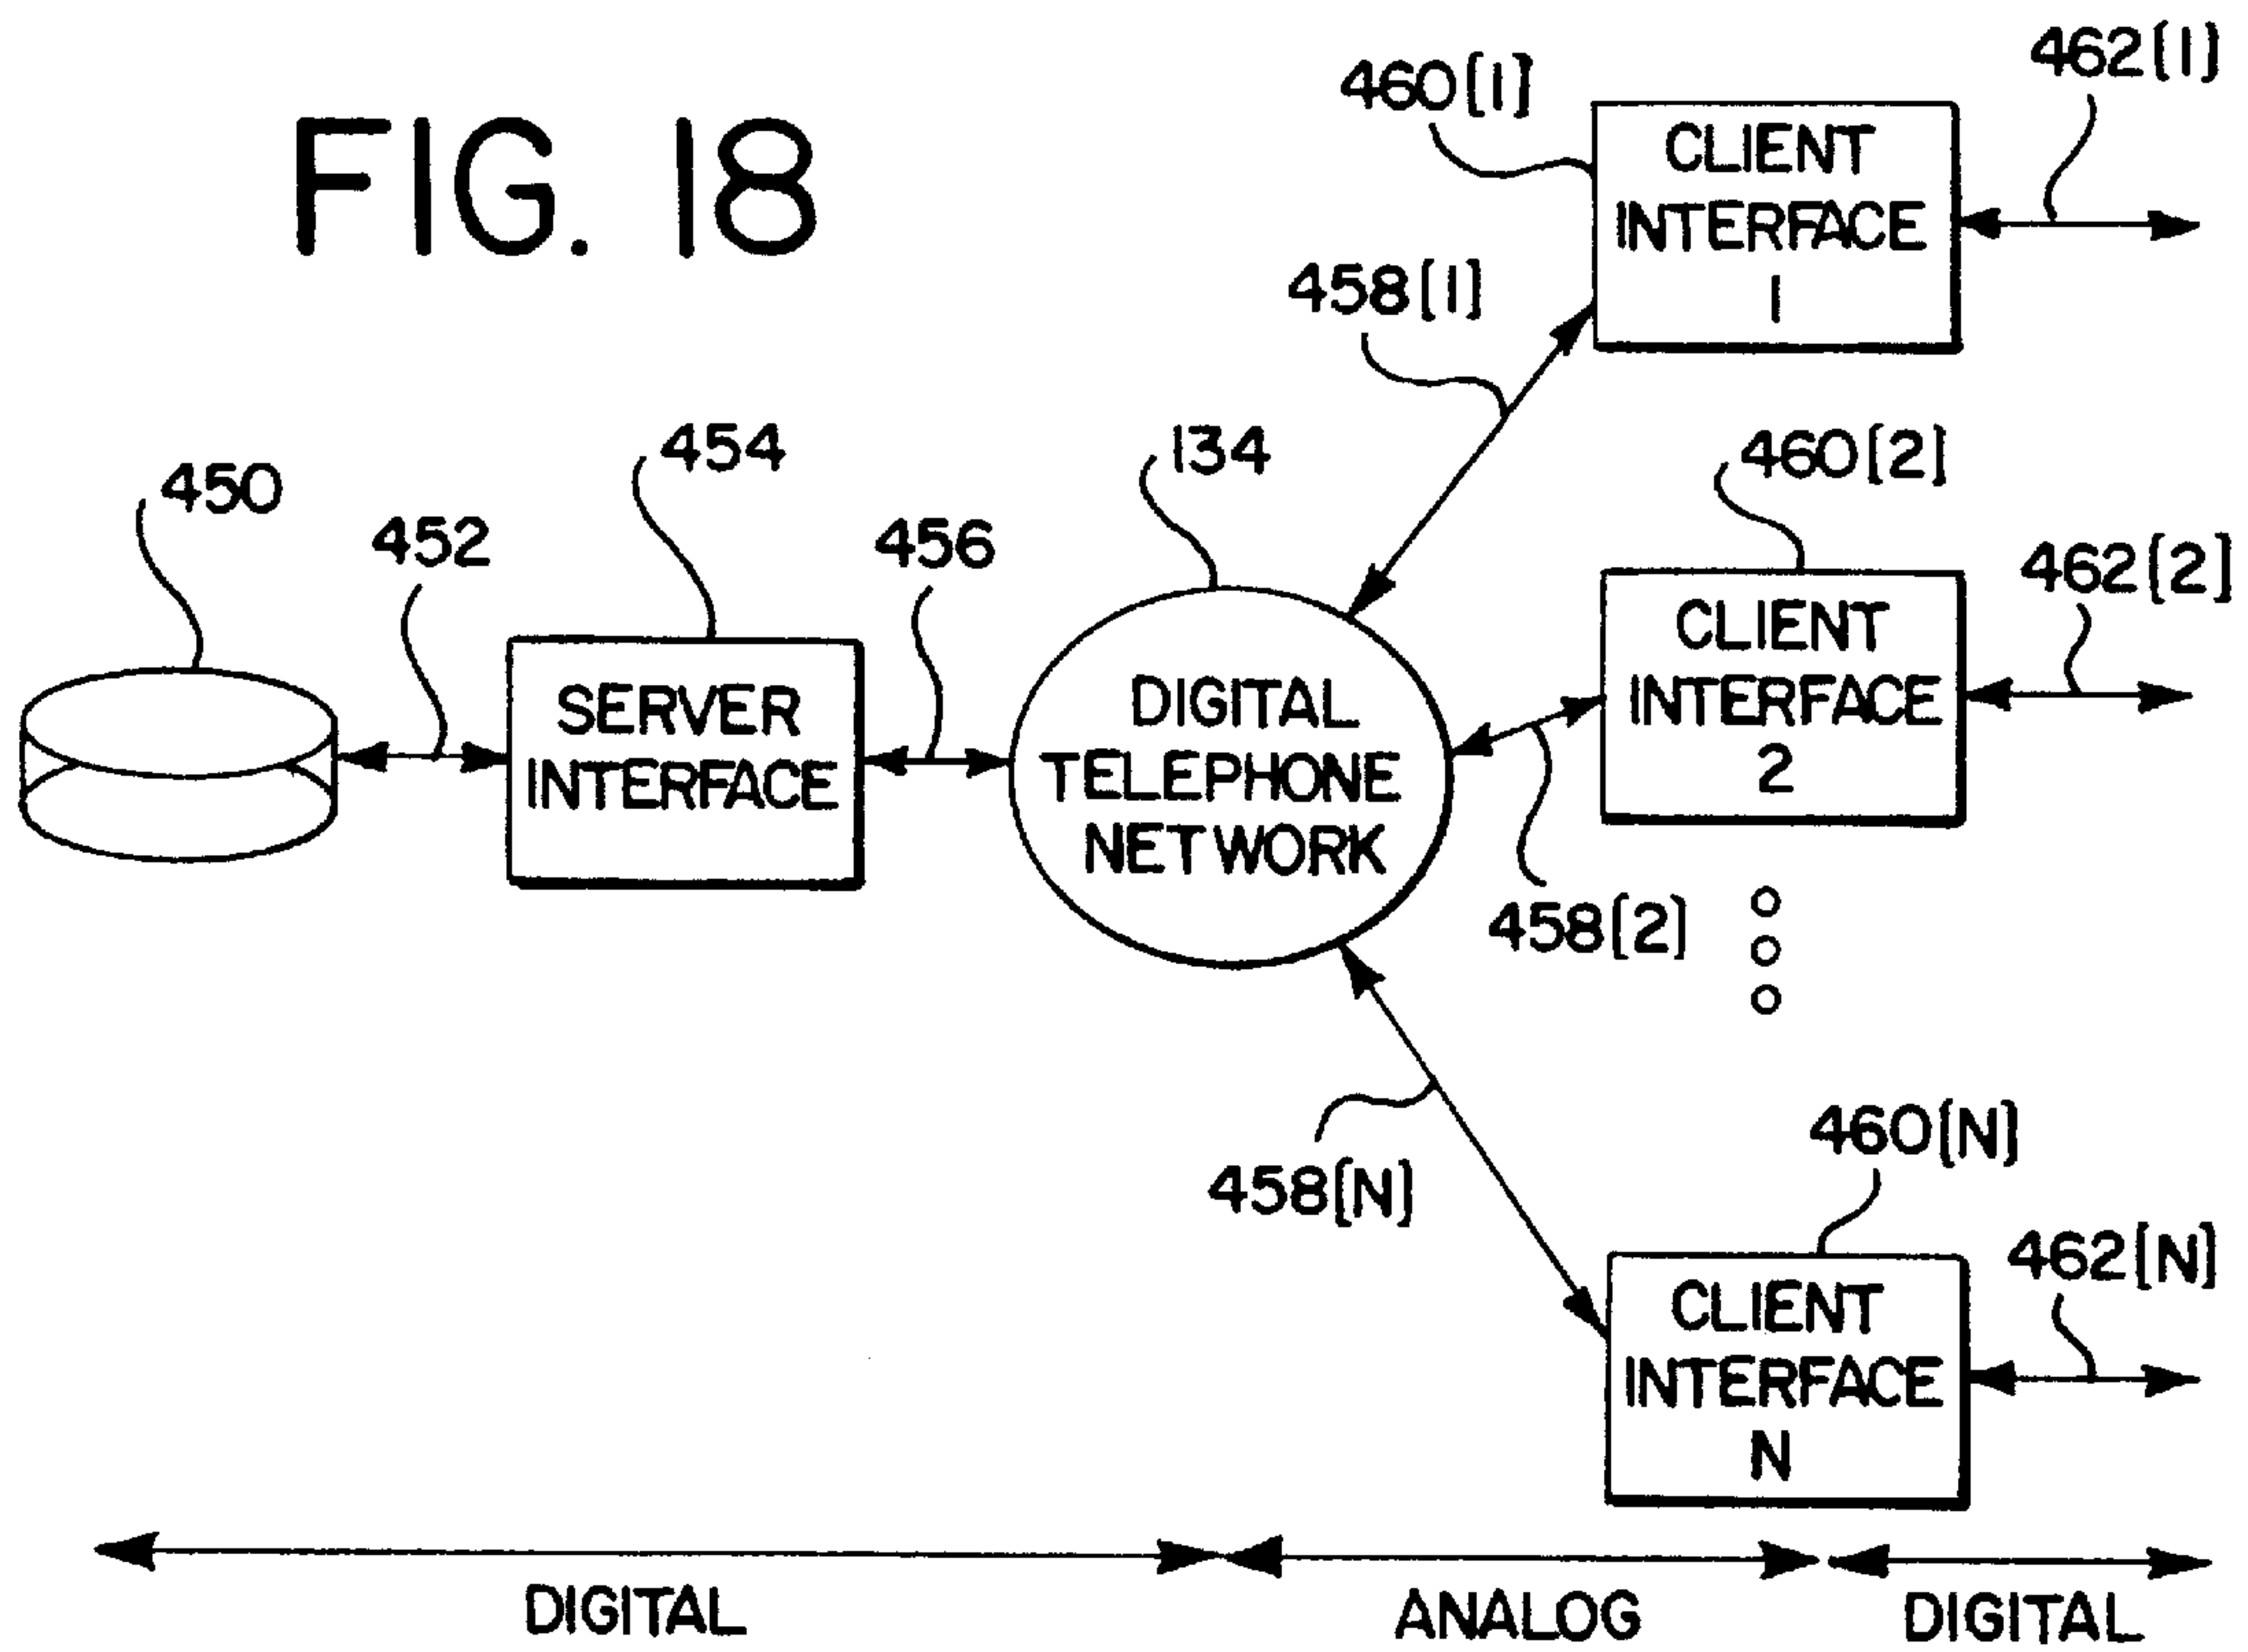 FIG. 18
460[1]
462[1]
CLIENT
INTERFACE
1
458[1]
450
452
454
456
134
460[2]
462[2]
SERVER
INTERFACE
DIGITAL
TELEPHONE
NETWORK
CLIENT
INTERFACE
2
458[2]
458[N]
460[N]
462[N]
CLIENT
INTERFACE
N
DIGITAL
ANALOG
DIGITAL